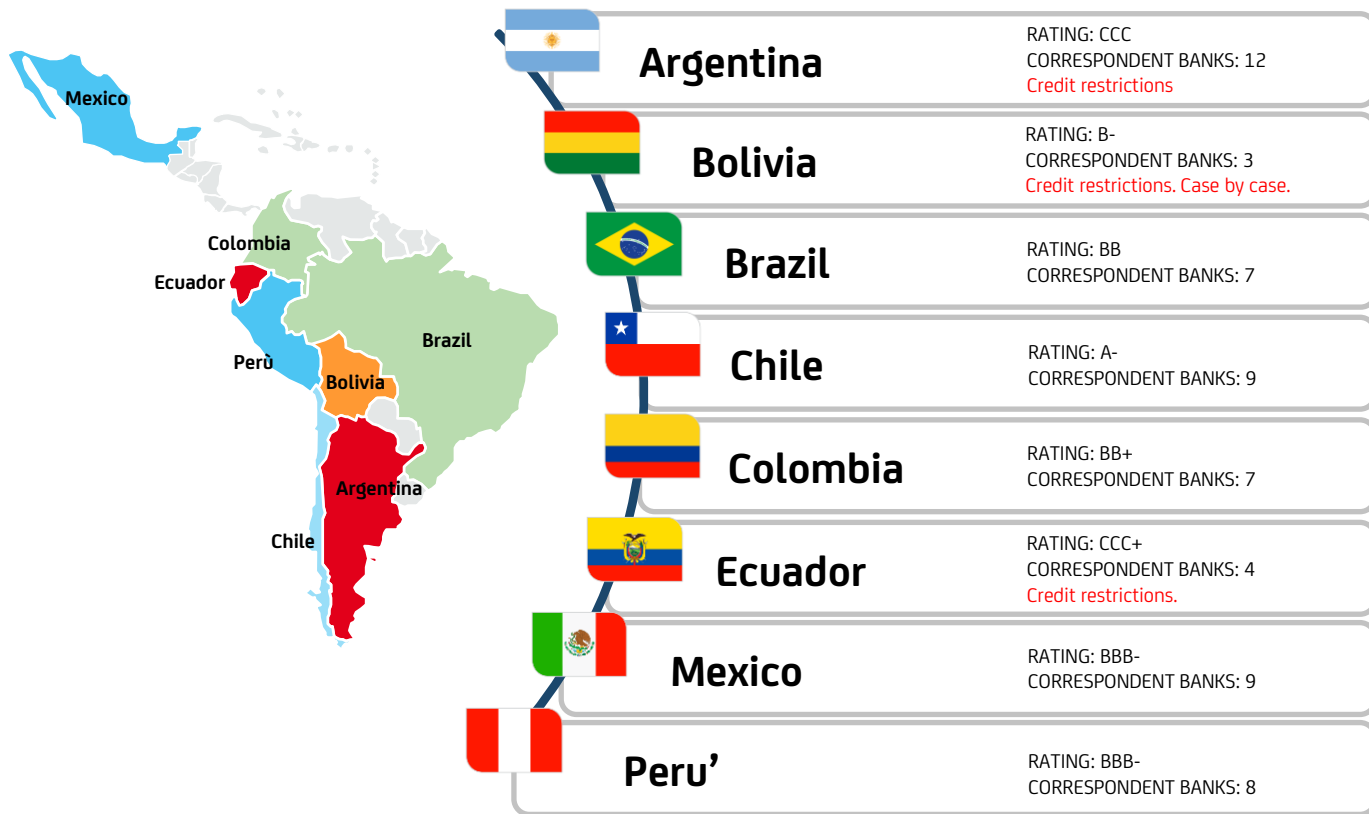 Mexico
Colombia
Ecuador
Perù
Brazil
Bolivia
Argentina
Chile
Argentina
RATING: CCC
CORRESPONDENT BANKS: 12
Credit restrictions
Bolivia
RATING: B-
CORRESPONDENT BANKS: 3
Credit restrictions. Case by case.
Brazil
RATING: BB
CORRESPONDENT BANKS: 7
Chile
RATING: A-
CORRESPONDENT BANKS: 9
Colombia
RATING: BB+
CORRESPONDENT BANKS: 7
Ecuador
RATING: CCC+
CORRESPONDENT BANKS: 4
Credit restrictions.
Mexico
RATING: BBB-
CORRESPONDENT BANKS: 9
Peru’
RATING: BBB-
CORRESPONDENT BANKS: 8